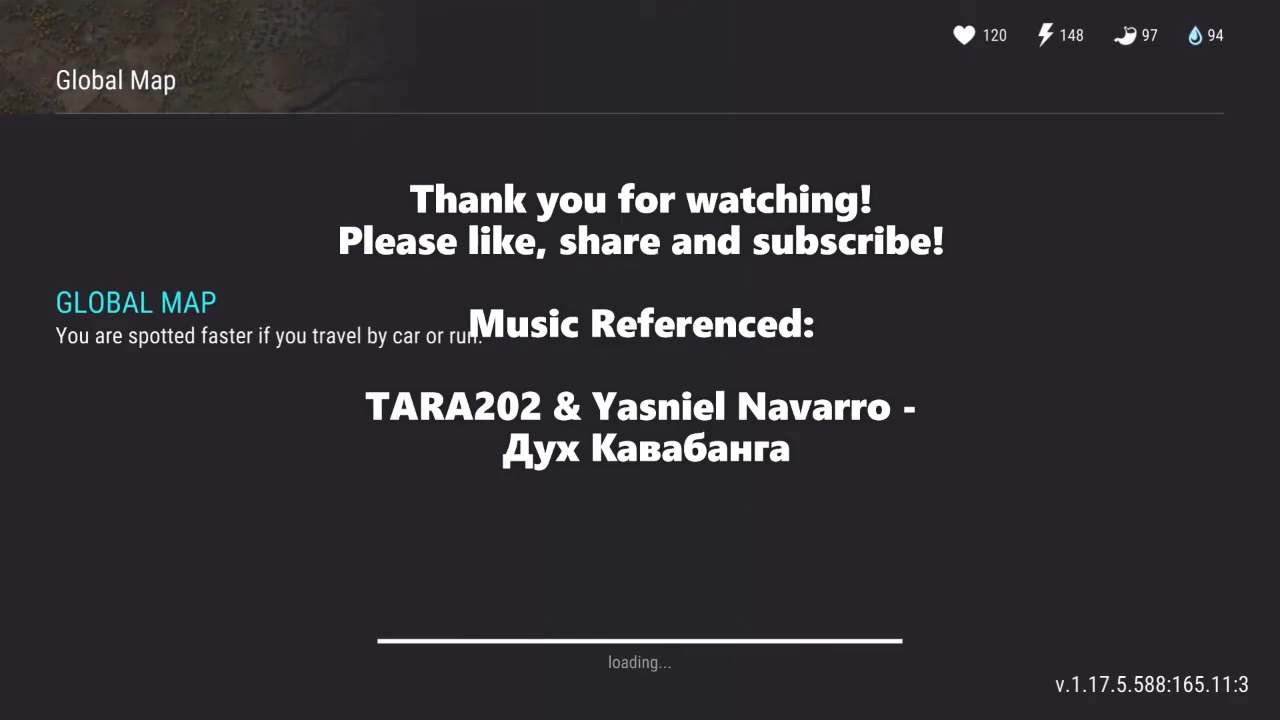 120 148 97 94
Global Map
Thank you for watching!
Please like, share and subscribe!
GLOBAL MAP
You are spotted faster if you travel by car or run.
Music Referenced:
TARA202 & Yasniel Navarro -
Дух Кавабанга
loading...
v.1.17.5.588:165.11:3